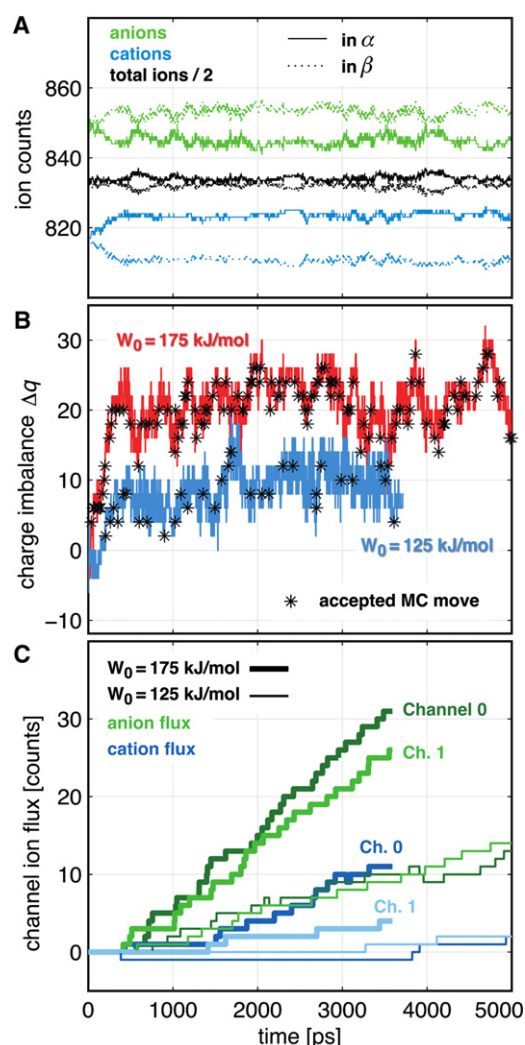 A
anions
cations
total ions / 2
in α
in β
ion counts
860
840
820
B
W0 = 175 kJ/mol
charge imbalance Δq
30
20
10
0
−10
W0 = 125 kJ/mol
accepted MC move
C
W0 = 175 kJ/mol
W0 = 125 kJ/mol
anion flux
cation flux
Channel 0
Ch. 1
Ch. 0
Ch. 1
channel ion flux [counts]
30
20
10
0
0 1000 2000 3000 4000 5000
time [ps]